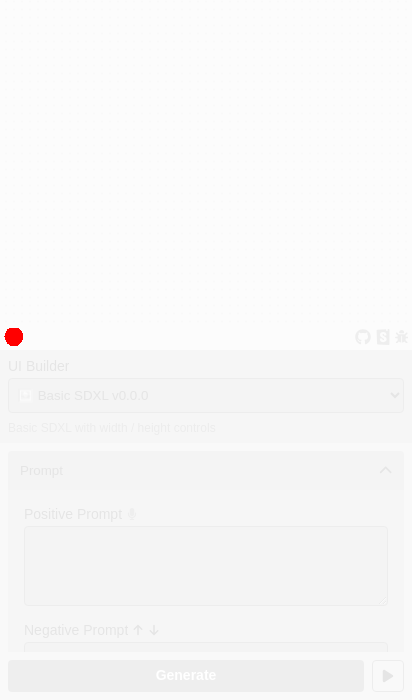 UI Builder
Basic SDXL v0.0.0
Basic SDXL with width / height controls
Prompt
Positive Prompt
Negative Prompt ↑ ↓
Generate